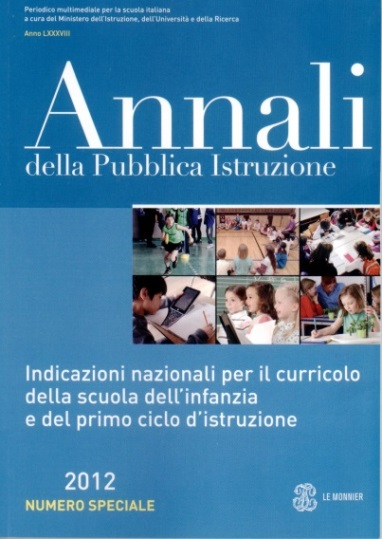 Periodico multimediale per la scuola italiana
a cura del Ministero dell'Istruzione, dell'Università e della Ricerca
Anno LXXXVIII
Annali
della Pubblica Istruzione
Indicazioni nazionali per il curricolo
della scuola dell'infanzia
e del primo ciclo d'istruzione
2012
NUMERO SPECIALE
LE MONNIER